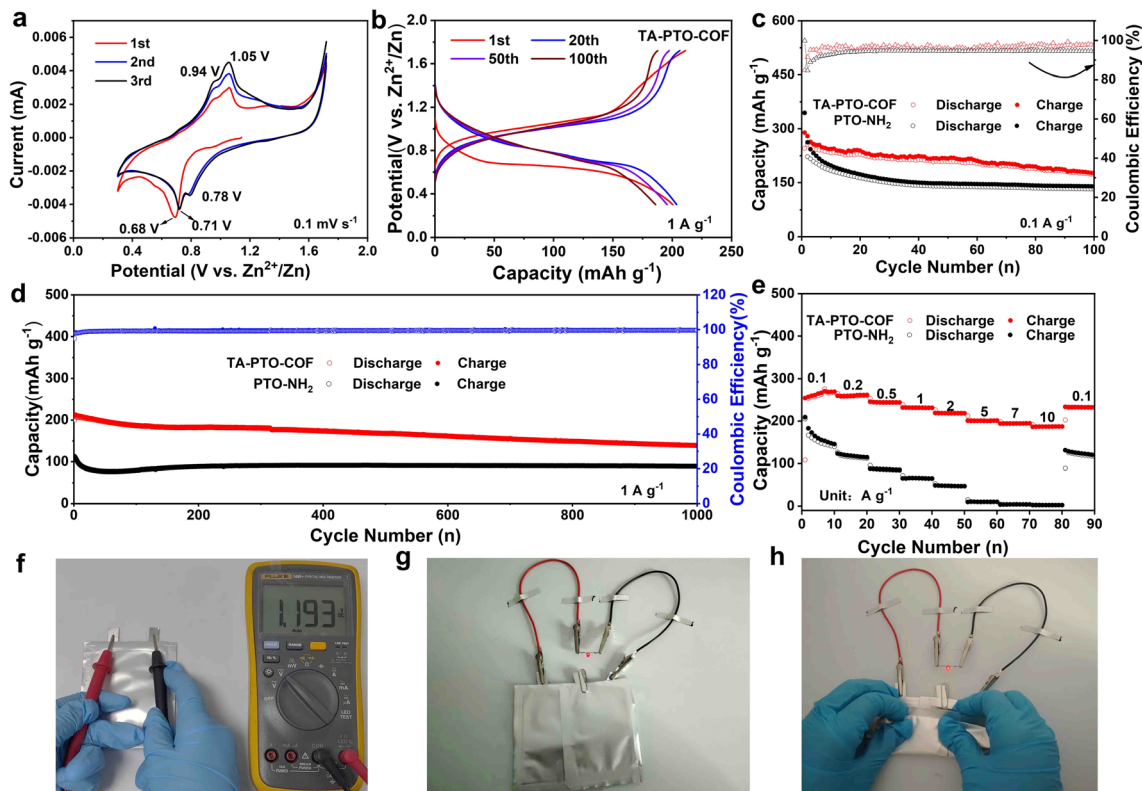 a
0.006
0.004
0.002
0.000
-0.002
-0.004
-0.006
Current (mA)
1st
2nd
3rd
0.94 V
1.05 V
0.78 V
0.68 V
0.71 V
0.1 mV s⁻¹
0.0
0.4
0.8
1.2
1.6
2.0
Potential (V vs. Zn²⁺/Zn)
b
2.0
1.6
1.2
0.8
0.4
0.0
Potential(V vs. Zn²⁺/Zn)
TA-PTO-COF
1st
20th
50th
100th
1 A g⁻¹
0
50
100
150
200
250
Capacity (mAh g⁻¹)
c
600
450
300
150
0
Capacity (mAh g⁻¹)
TA-PTO-COF
Discharge
Charge
PTO-NH₂
Discharge
Charge
0.1 A g⁻¹
100
80
60
40
20
0
Coulombic Efficiency (%)
0
20
40
60
80
100
Cycle Number (n)
d
500
400
300
200
100
0
Capacity(mAh g⁻¹)
TA-PTO-COF
Discharge
Charge
PTO-NH₂
Discharge
Charge
1 A g⁻¹
120
100
80
60
40
20
0
Coulombic Efficiency(%)
0
200
400
600
800
1000
Cycle Number (n)
e
500
400
300
200
100
0
Capacity (mAh g⁻¹)
TA-PTO-COF
Discharge
Charge
PTO-NH₂
Discharge
Charge
0.1
0.2
0.5
1
2
5
7
10
0.1
Unit: A g⁻¹
0
10
20
30
40
50
60
70
80
90
Cycle Number (n)
f
FLUKE
1.193
Auto
RANGE
Hz %
OFF
mV
mA
LED TEST
g
h